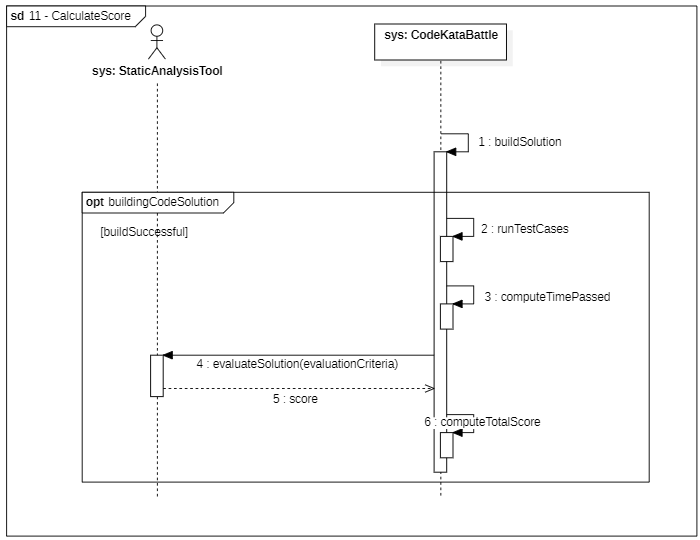 sd 11 - CalculateScore
sys: StaticAnalysisTool
sys: CodeKataBattle
1 : buildSolution
opt buildingCodeSolution
[buildSuccessful]
2 : runTestCases
3 : computeTimePassed
4 : evaluateSolution(evaluationCriteria)
5 : score
6 : computeTotalScore